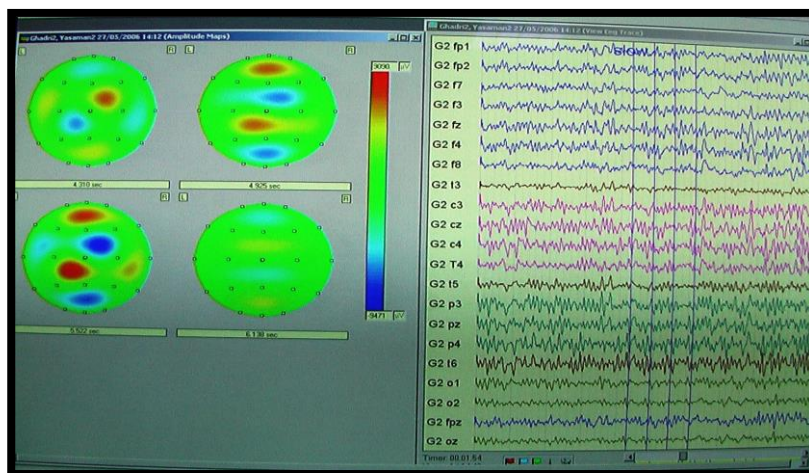 Ghadri2, Yasaman2 27/05/2006 14:12 (Amplitude Maps)
L
R
L
R
4.310 sec
4.925 sec
R
L
R
5.522 sec
6.138 sec
9090
µV
-9471
µV
Ghadri2, Yasaman2 27/05/2006 14:12 (View Eeg Trace)
SLOW
G2 fp1
G2 fp2
G2 f7
G2 f3
G2 fz
G2 f4
G2 f8
G2 t3
G2 c3
G2 cz
G2 c4
G2 T4
G2 t5
G2 p3
G2 pz
G2 p4
G2 t6
G2 o1
G2 o2
G2 fpz
G2 oz
Timer: 00:01:54